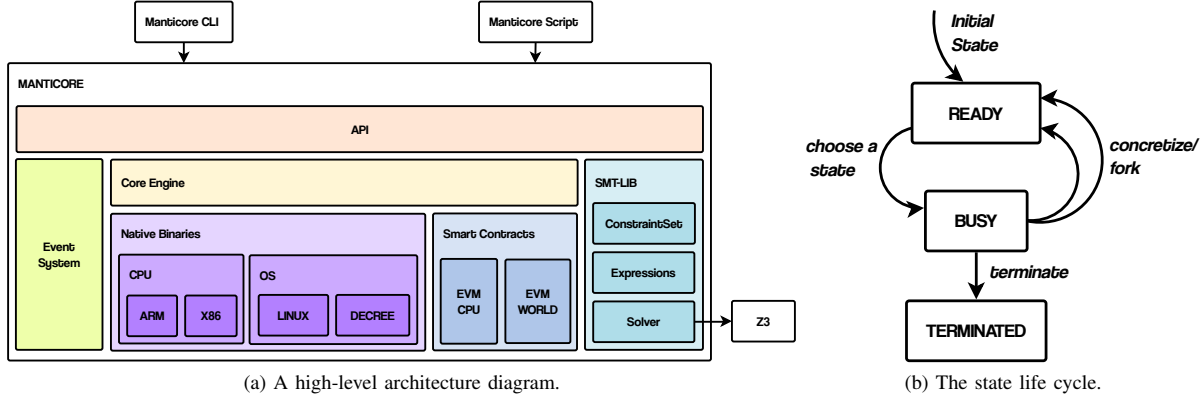 Manticore CLI
Manticore Script
MANTICORE
API
Event
System
Core Engine
Native Binaries
CPU
ARM
X86
OS
LINUX
DECREE
Smart Contracts
EVM
CPU
EVM
WORLD
SMT-LIB
ConstraintSet
Expressions
Solver
Z3
(a) A high-level architecture diagram.
Initial
State
READY
choose a
state
concretize/
fork
BUSY
terminate
TERMINATED
(b) The state life cycle.